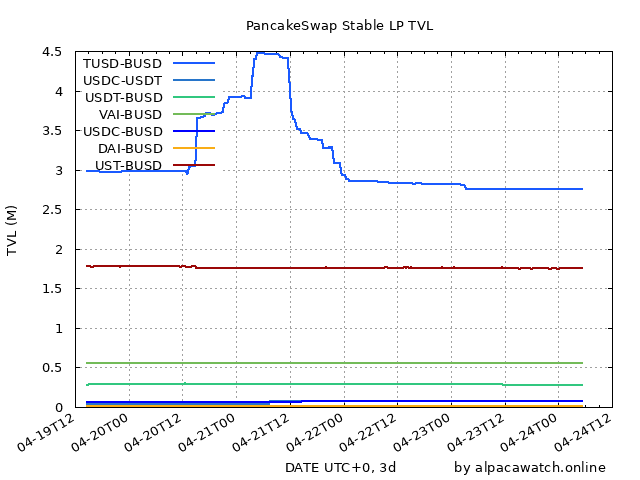 PancakeSwap Stable LP TVL
TVL (M)
4.5
4
3.5
3
2.5
2
1.5
1
0.5
0
TUSD-BUSD
USDC-USDT
USDT-BUSD
VAI-BUSD
USDC-BUSD
DAI-BUSD
UST-BUSD
04-19T12
04-20T00
04-20T12
04-21T00
04-21T12
04-22T00
04-22T12
04-23T00
04-23T12
04-24T00
04-24T12
DATE UTC+0, 3d
by alpacawatch.online